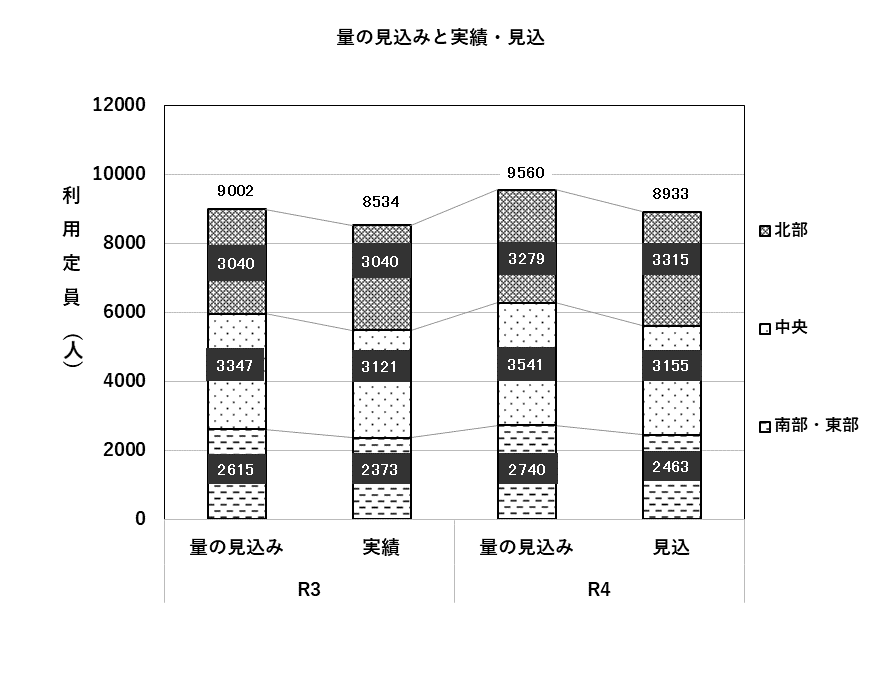 量の見込みと実績・見込
利用定員（人）
12000
10000
8000
6000
4000
2000
0
9002
8534
9560
8933
3040
3040
3279
3315
3347
3121
3541
3155
2615
2373
2740
2463
北部
中央
南部・東部
量の見込み
実績
量の見込み
見込
R3
R4